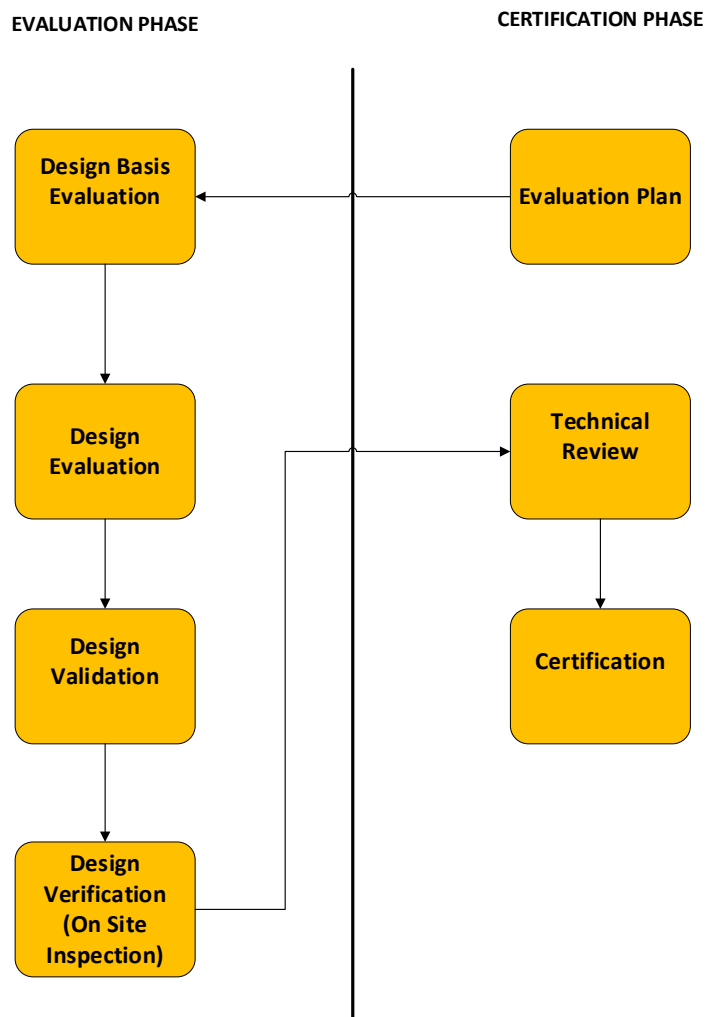 EVALUATION PHASE
CERTIFICATION PHASE
Design Basis
Evaluation
Evaluation Plan
Design
Evaluation
Technical
Review
Design
Validation
Certification
Design
Verification
(On Site
Inspection)